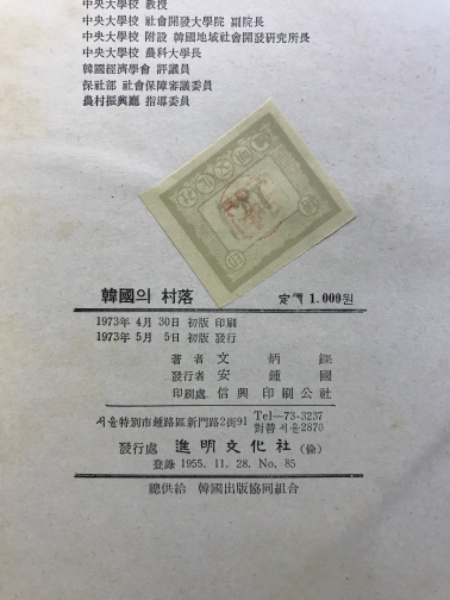 中央大學校 敎授
中央大學校 社會開發大學院 副院長
中央大學校 附設 韓國地域社會開發硏究所長
中央大學校 農科大學長
韓國經濟學會 評議員
保社部 社會保障審議委員
農村振興廳 指導委員
韓國의 村落 定價 1.000원
1973年 4月 30日 初版 印刷
1973年 5月 5日 初版 發行
著者 文炳
發行者 安鍾國
印刷處 信興印刷公社
서울特別市鍾路區新門路2街91 Tel—73-3237
對替 서울2870
發行處 進明文化社
登錄 1955. 11. 28. No. 85
總供給 韓國出版協同組合